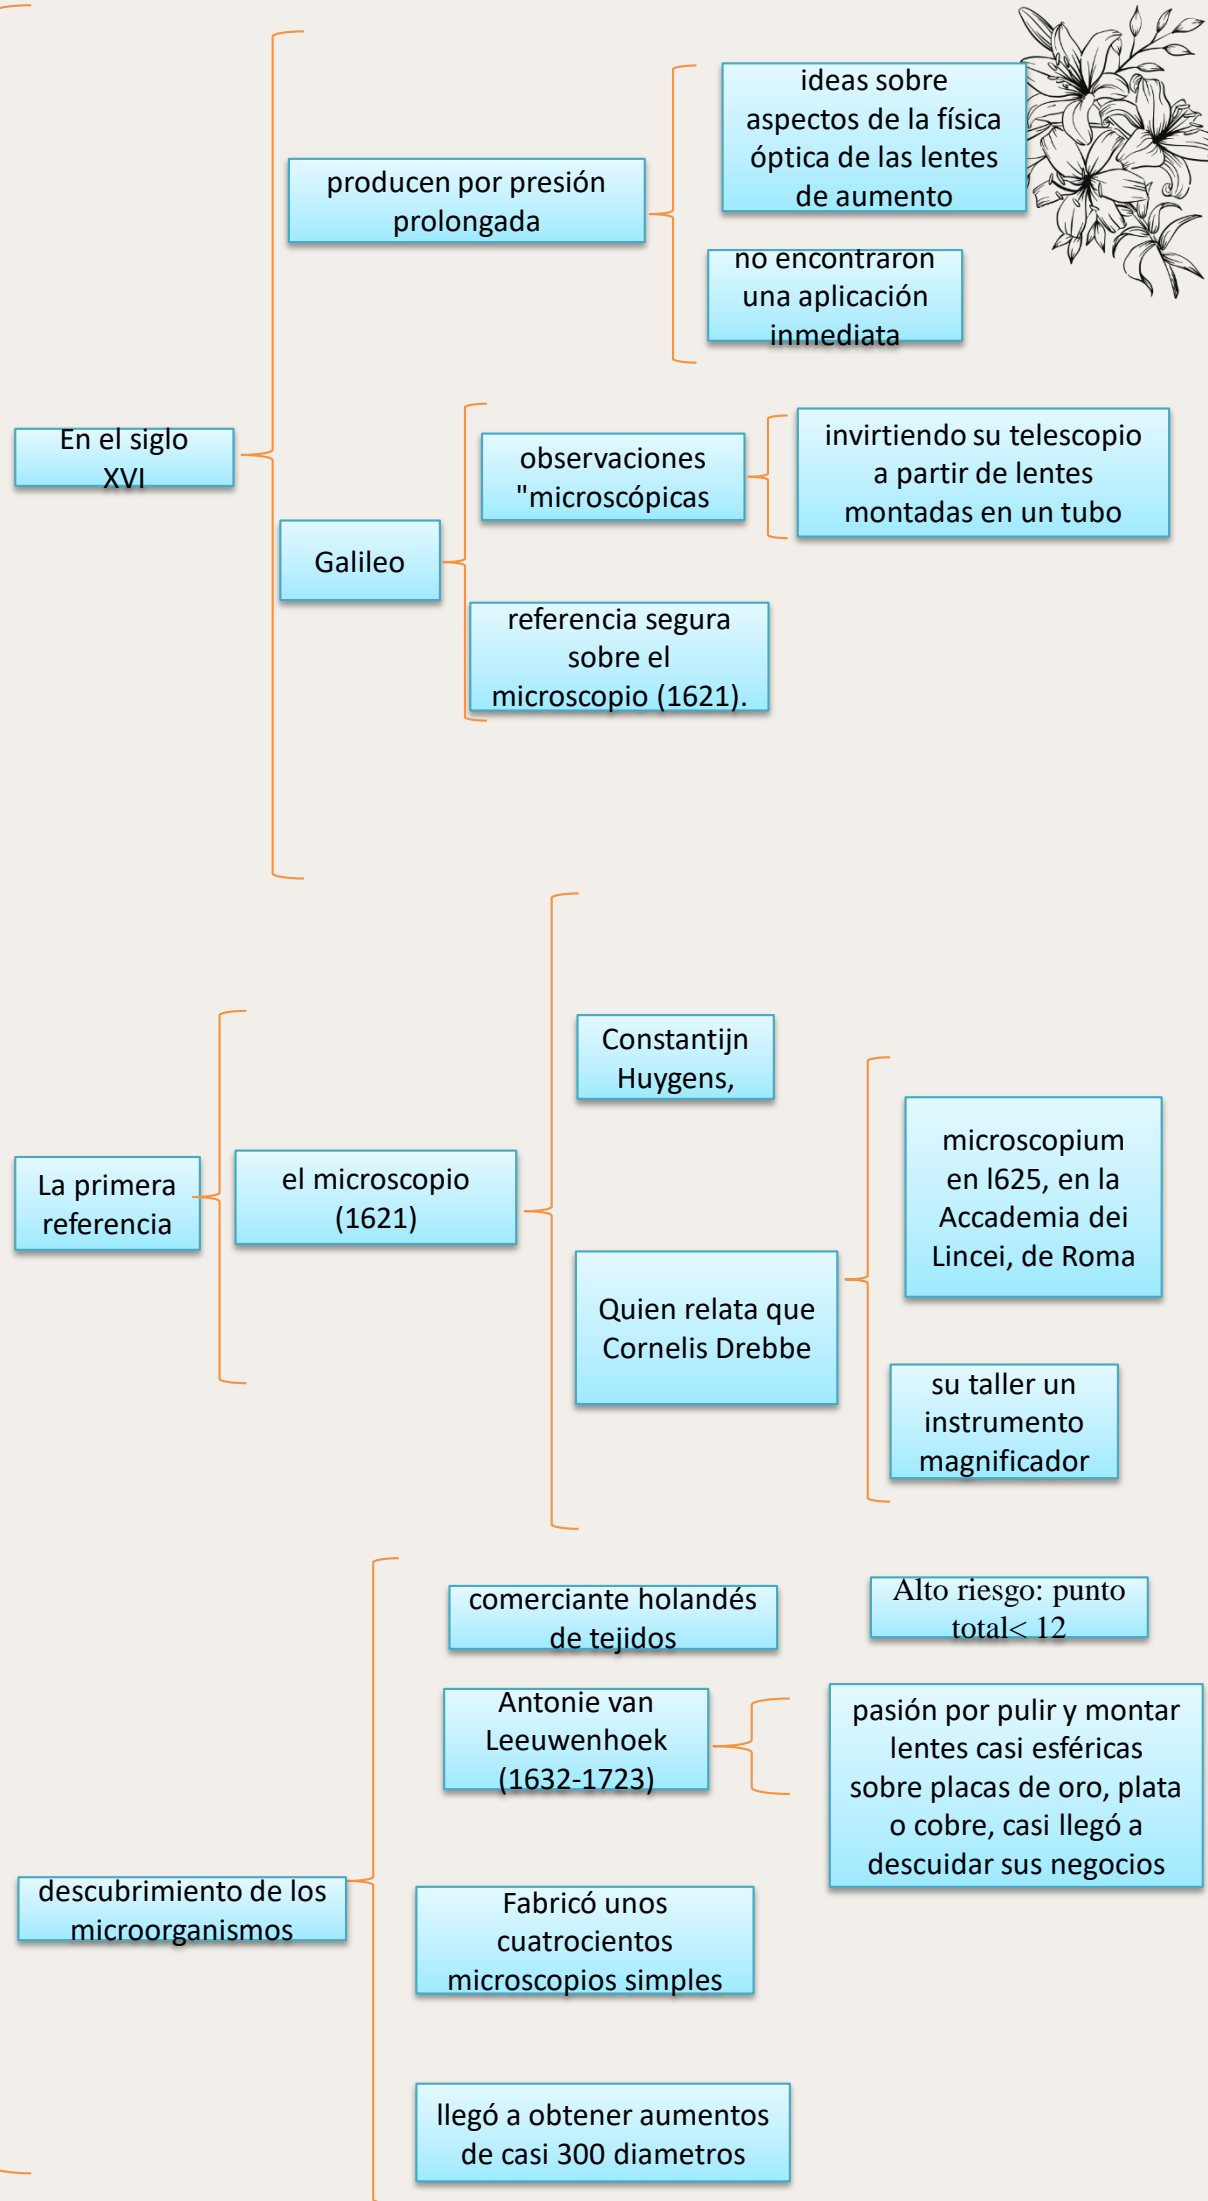 En el siglo
XVI
producen por presión
prolongada
ideas sobre
aspectos de la física
óptica de las lentes
de aumento
no encontraron
una aplicación
inmediata
Galileo
observaciones
"microscópicas
invirtiendo su telescopio
a partir de lentes
montadas en un tubo
referencia segura
sobre el
microscopio (1621).
La primera
referencia
el microscopio
(1621)
Constantijn
Huygens,
Quien relata que
Cornelis Drebbe
microscopium
en l625, en la
Accademia dei
Lincei, de Roma
su taller un
instrumento
magnificador
descubrimiento de los
microorganismos
comerciante holandés
de tejidos
Alto riesgo: punto
total< 12
Antonie van
Leeuwenhoek
(1632-1723)
pasión por pulir y montar
lentes casi esféricas
sobre placas de oro, plata
o cobre, casi llegó a
descuidar sus negocios
Fabricó unos
cuatrocientos
microscopios simples
llegó a obtener aumentos
de casi 300 diametros